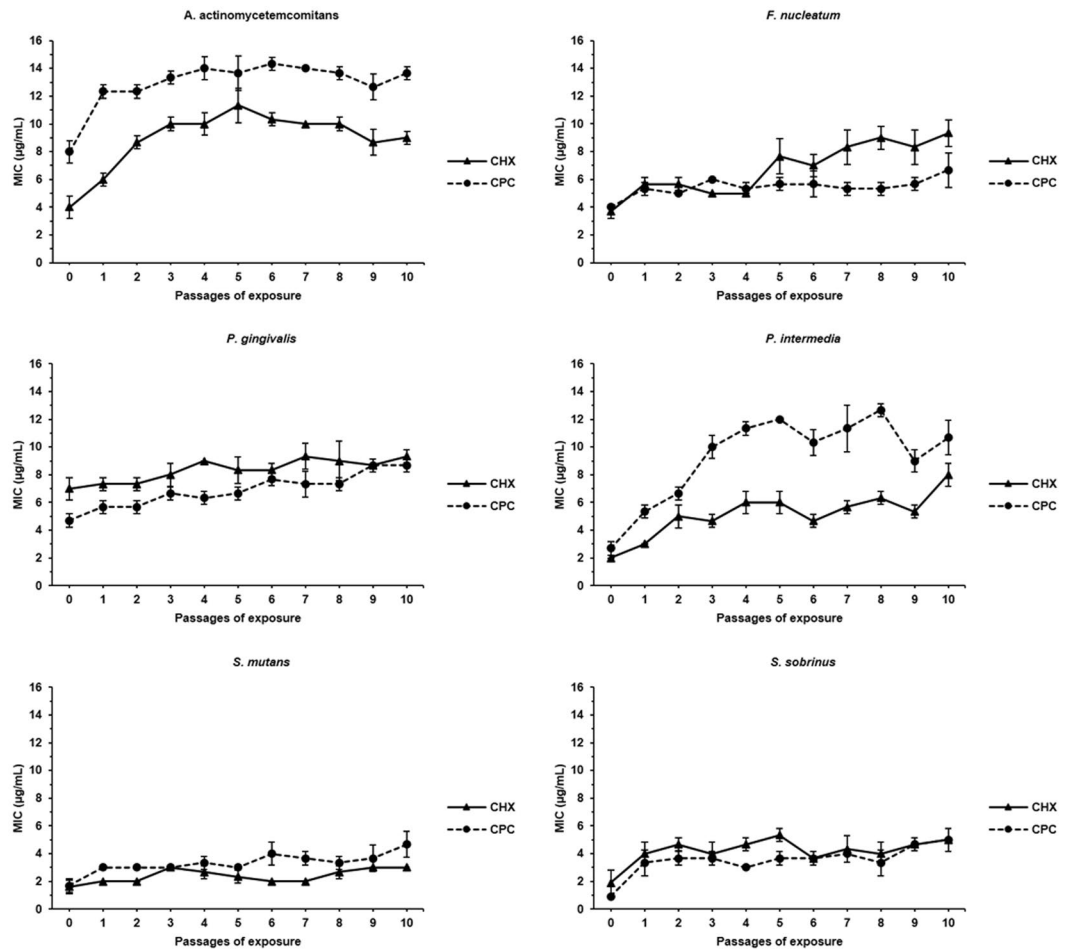 A. actinomycetemcomitans
MIC (µg/mL)
16
14
12
10
8
6
4
2
0
0 1 2 3 4 5 6 7 8 9 10
Passages of exposure
CHX
CPC
F. nucleatum
MIC (µg/mL)
16
14
12
10
8
6
4
2
0
0 1 2 3 4 5 6 7 8 9 10
Passages of exposure
CHX
CPC
P. gingivalis
MIC (µg/mL)
16
14
12
10
8
6
4
2
0
0 1 2 3 4 5 6 7 8 9 10
Passages of exposure
CHX
CPC
P. intermedia
MIC (µg/mL)
16
14
12
10
8
6
4
2
0
0 1 2 3 4 5 6 7 8 9 10
Passages of exposure
CHX
CPC
S. mutans
MIC (µg/mL)
16
14
12
10
8
6
4
2
0
0 1 2 3 4 5 6 7 8 9 10
Passages of exposure
CHX
CPC
S. sobrinus
MIC (µg/mL)
16
14
12
10
8
6
4
2
0
0 1 2 3 4 5 6 7 8 9 10
Passages of exposure
CHX
CPC